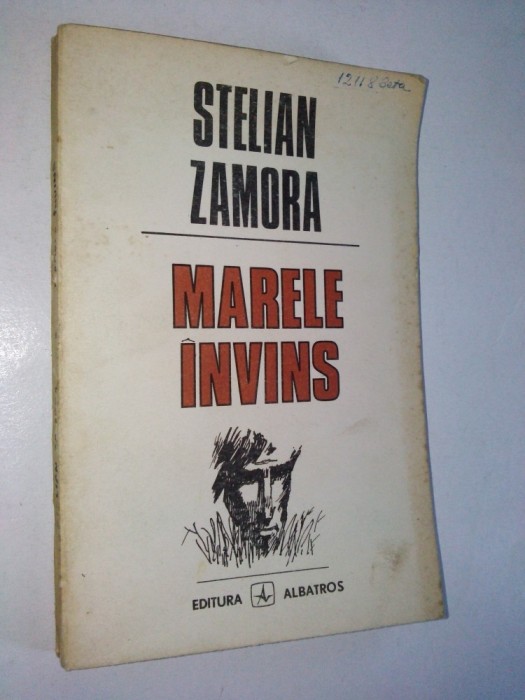 STELIAN
ZAMORA
MARELE
ÎNVINS
EDITURA ALBATROS